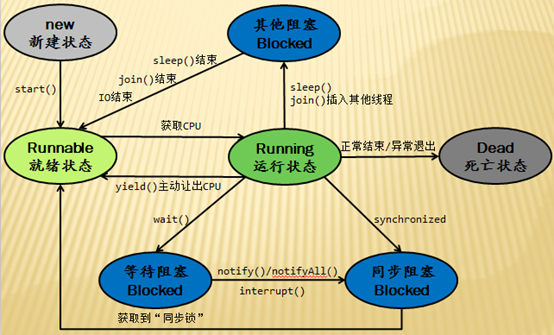 new
新建状态
其他阻塞
Blocked
sleep()结束
join()结束
IO结束
start()
sleep()
join()插入其他线程
获取CPU
Runnable
就绪状态
Running
运行状态
正常结束/异常退出
Dead
死亡状态
yield()主动让出CPU
wait()
synchronized
等待阻塞
Blocked
notify()/notifyAll()
interrupt()
同步阻塞
Blocked
获取到“同步锁”